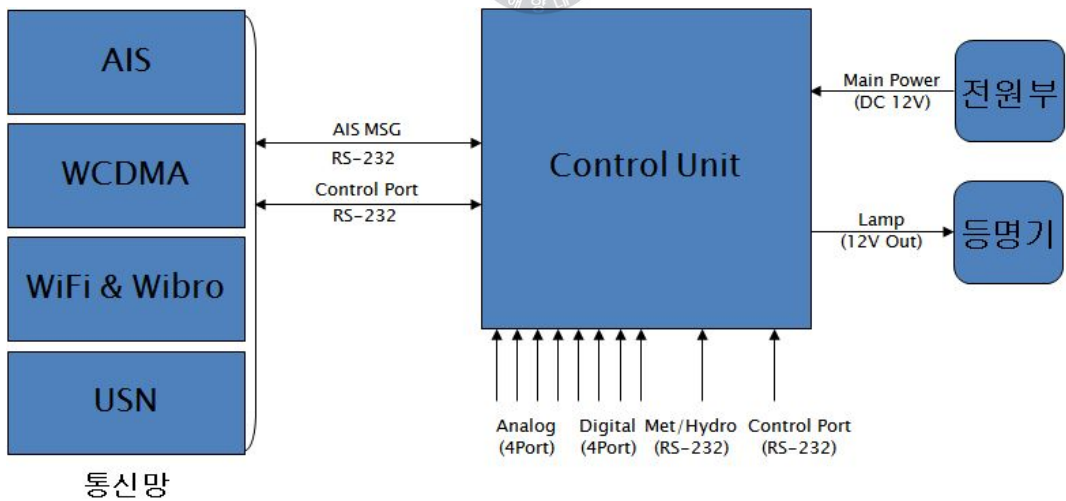 AIS
WCDMA
WiFi & Wibro
USN
통신망
AIS MSG
RS-232
Control Port
RS-232
Control Unit
Main Power
(DC 12V)
전원부
Lamp
(12V Out)
등명기
Analog
(4Port)
Digital
(4Port)
Met/Hydro
(RS-232)
Control Port
(RS-232)